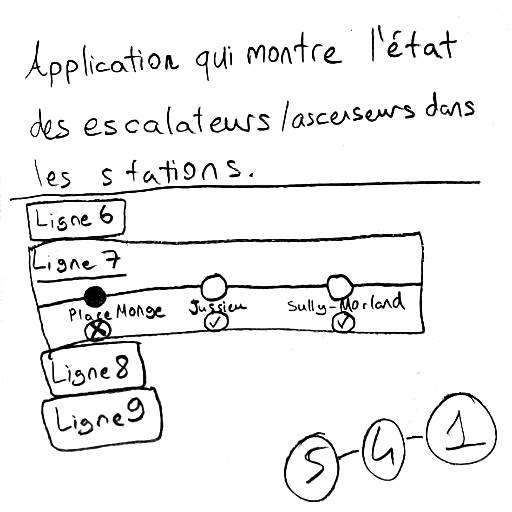 Application qui montre l'état
des escalateurs/ascenseurs dans
les stations.
Ligne 6
Ligne 7
Place Monge Jussieu Sully-Morland
Ligne 8
Ligne 9
5-4-1